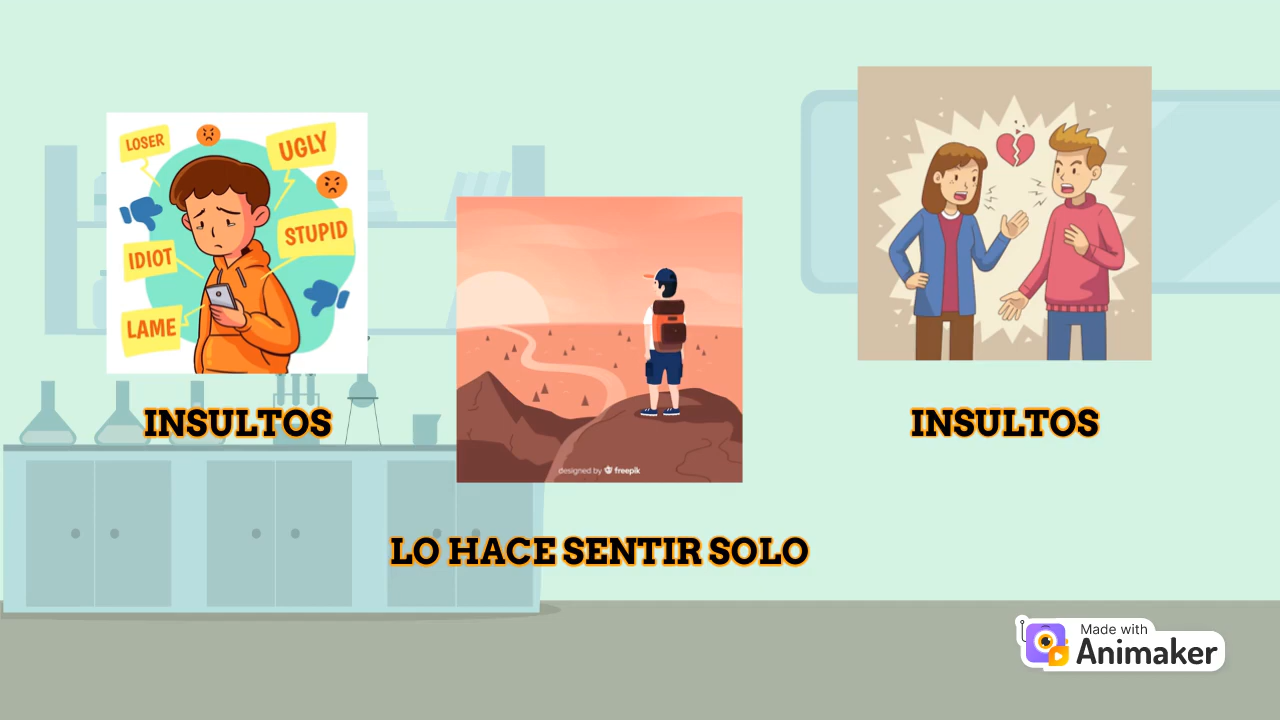 LOSER
UGLY
STUPID
IDIOT
LAME
INSULTOS
designed by freepik
LO HACE SENTIR SOLO
INSULTOS
Made with
Animaker